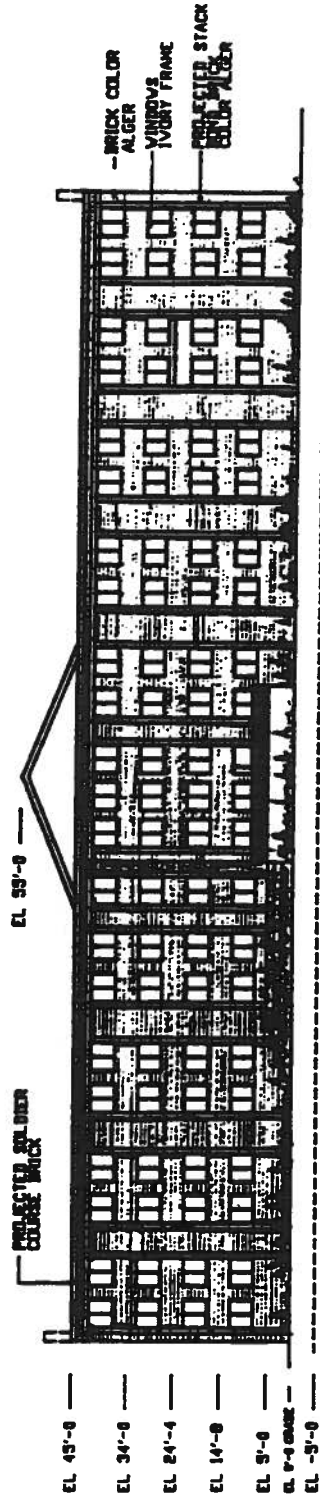 PROJECTED SOLDIER
COURSE BRICK
EL 59'-0
BRICK COLOR
ALGER
WINDOWS
IVORY FRAME
PROJECTED STACK
BOND BRICK
COLOR ALGER
EL 45'-0
EL 34'-0
EL 24'-4
EL 14'-8
EL 5'-0
EL 0'-0 GRADE
EL -5'-0